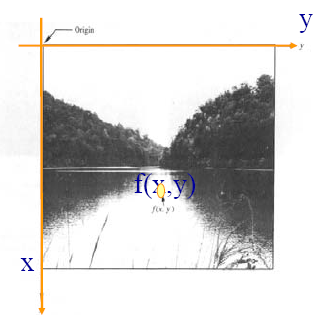 y
Origin
y
f(x,y)
f(x, y)
x